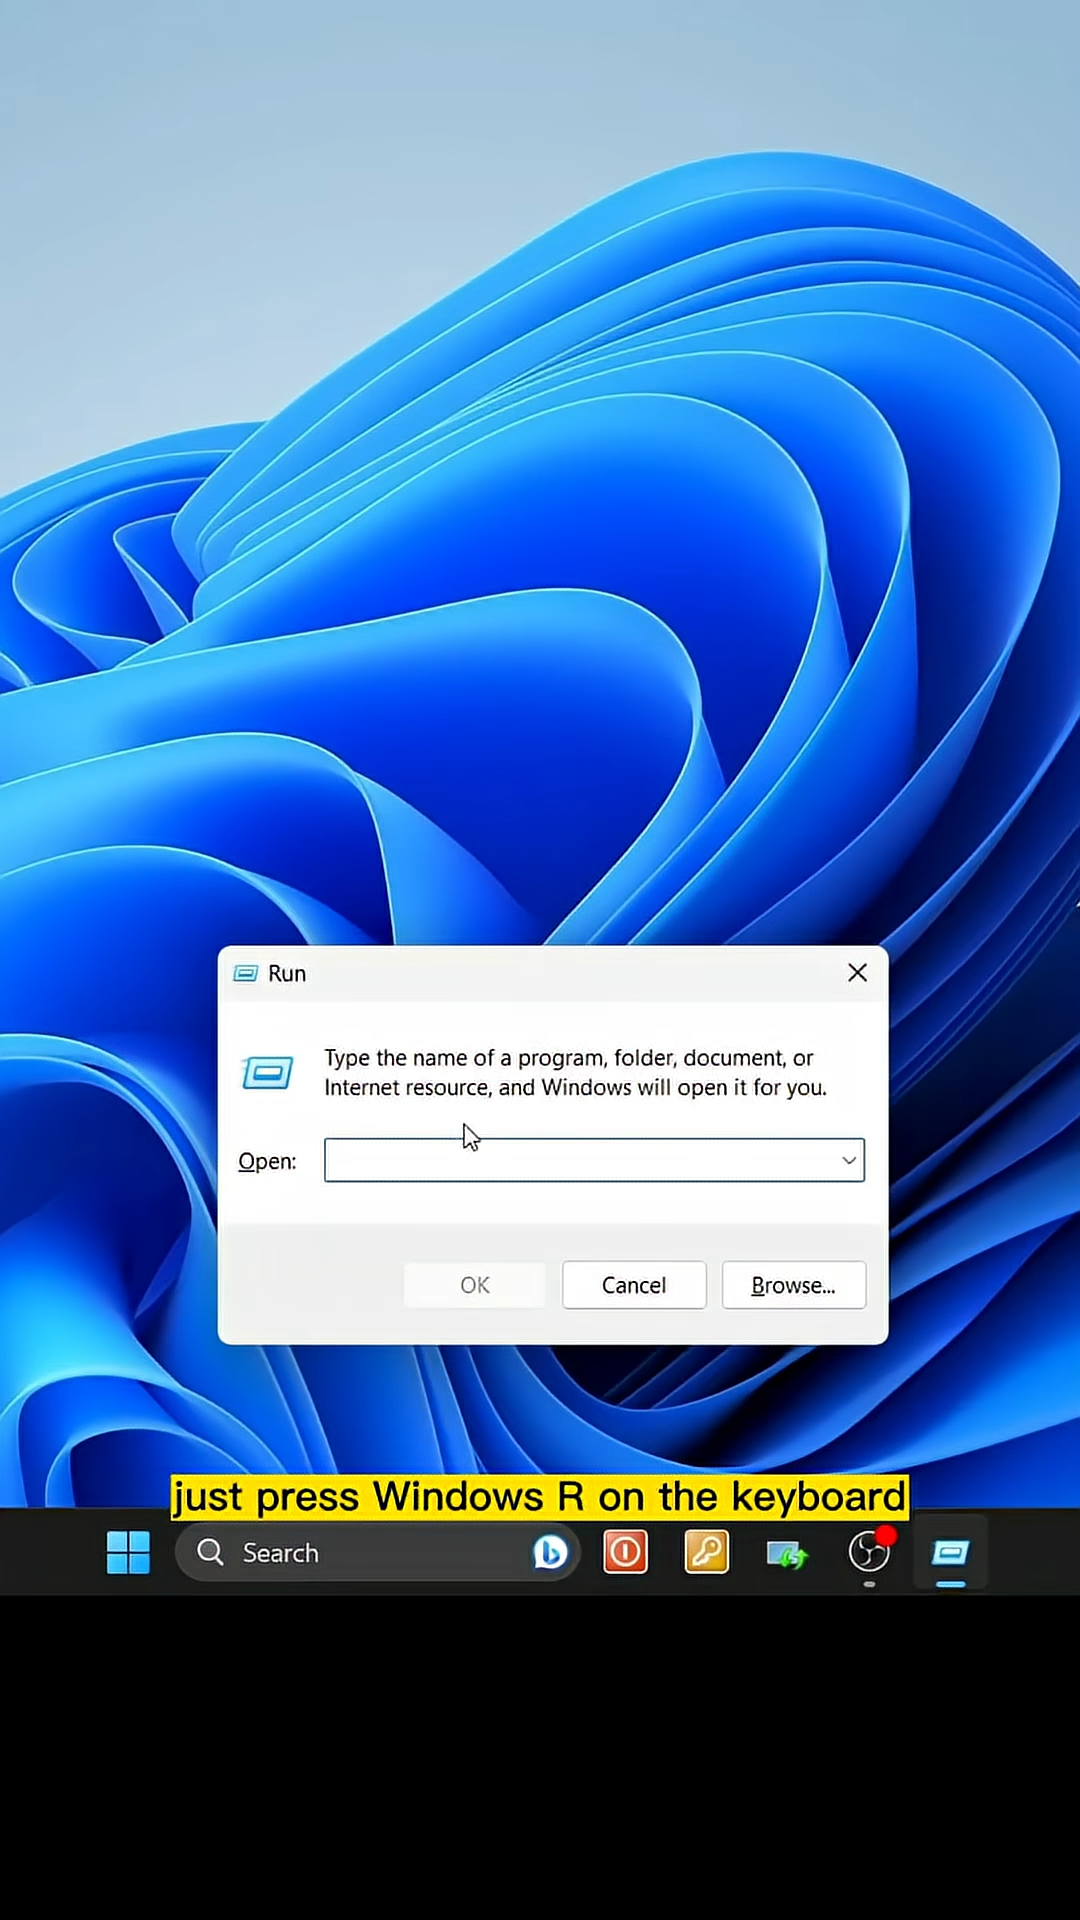 Run
Type the name of a program, folder, document, or
Internet resource, and Windows will open it for you.
Open:
OK
Cancel
Browse...
just press Windows R on the keyboard
Search